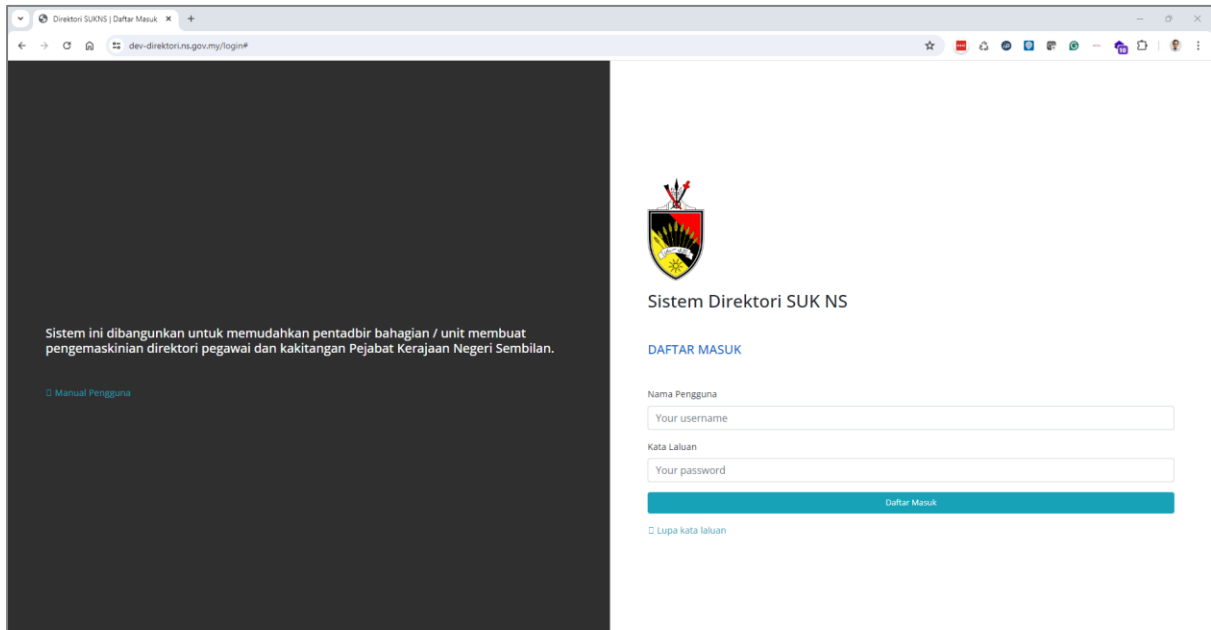 Direktori SUKNS | Daftar Masuk
dev-direktori.ns.gov.my/login#
Sistem ini dibangunkan untuk memudahkan pentadbir bahagian / unit membuat
pengemaskinian direktori pegawai dan kakitangan Pejabat Kerajaan Negeri Sembilan.
Manual Pengguna
Sistem Direktori SUK NS
DAFTAR MASUK
Nama Pengguna
Your username
Kata Laluan
Your password
Daftar Masuk
Lupa kata laluan